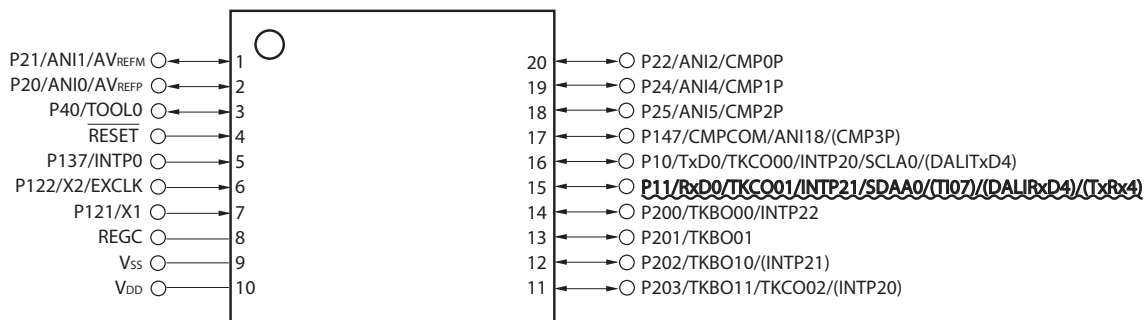 P21/ANI1/AVREFM 1 20 P22/ANI2/CMP0P
P20/ANI0/AVREFP 2 19 P24/ANI4/CMP1P
P40/TOOL0 3 18 P25/ANI5/CMP2P
RESET 4 17 P147/CMPCOM/ANI18/(CMP3P)
P137/INTP0 5 16 P10/TxD0/TKCO00/INTP20/SCLA0/(DALITxD4)
P122/X2/EXCLK 6 15 P11/RxD0/TKCO01/INTP21/SDAA0/(TI07)/(DALIRxD4)/(TxRx4)
P121/X1 7 14 P200/TKBO00/INTP22
REGC 8 13 P201/TKBO01
VSS 9 12 P202/TKBO10/(INTP21)
VDD 10 11 P203/TKBO11/TKCO02/(INTP20)